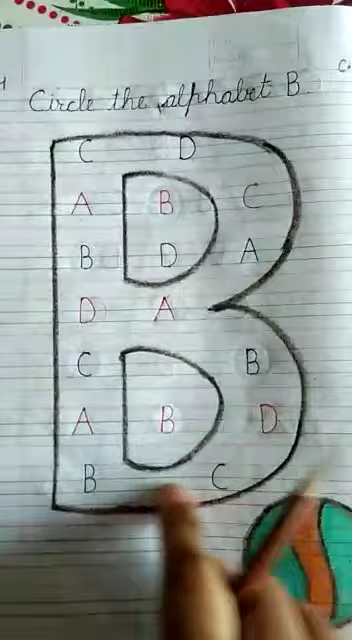 Circle the alphabet B.
C D
A B C
B D A
D A
C B
A B D
B C